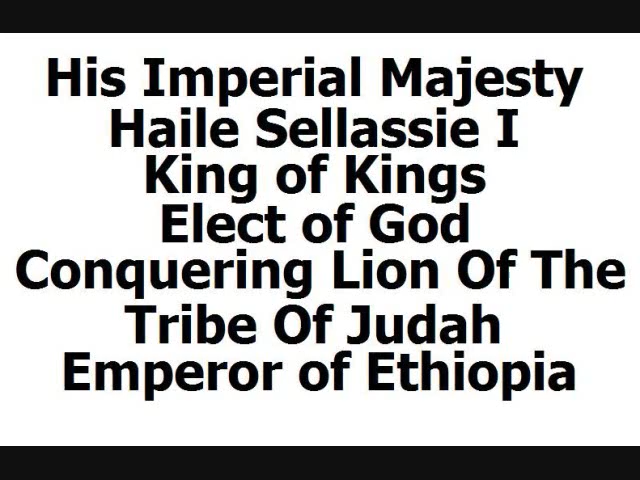 His Imperial Majesty
Haile Sellassie I
King of Kings
Elect of God
Conquering Lion Of The
Tribe Of Judah
Emperor of Ethiopia